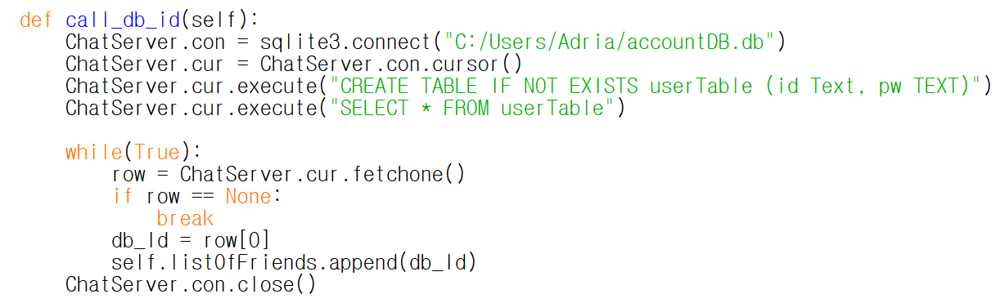 def call_db_id(self):
    ChatServer.con = sqlite3.connect("C:/Users/Adria/accountDB.db")
    ChatServer.cur = ChatServer.con.cursor()
    ChatServer.cur.execute("CREATE TABLE IF NOT EXISTS userTable (id Text, pw TEXT)")
    ChatServer.cur.execute("SELECT * FROM userTable")

    while(True):
        row = ChatServer.cur.fetchone()
        if row == None:
            break
        db_Id = row[0]
        self.listOfFriends.append(db_Id)
    ChatServer.con.close()